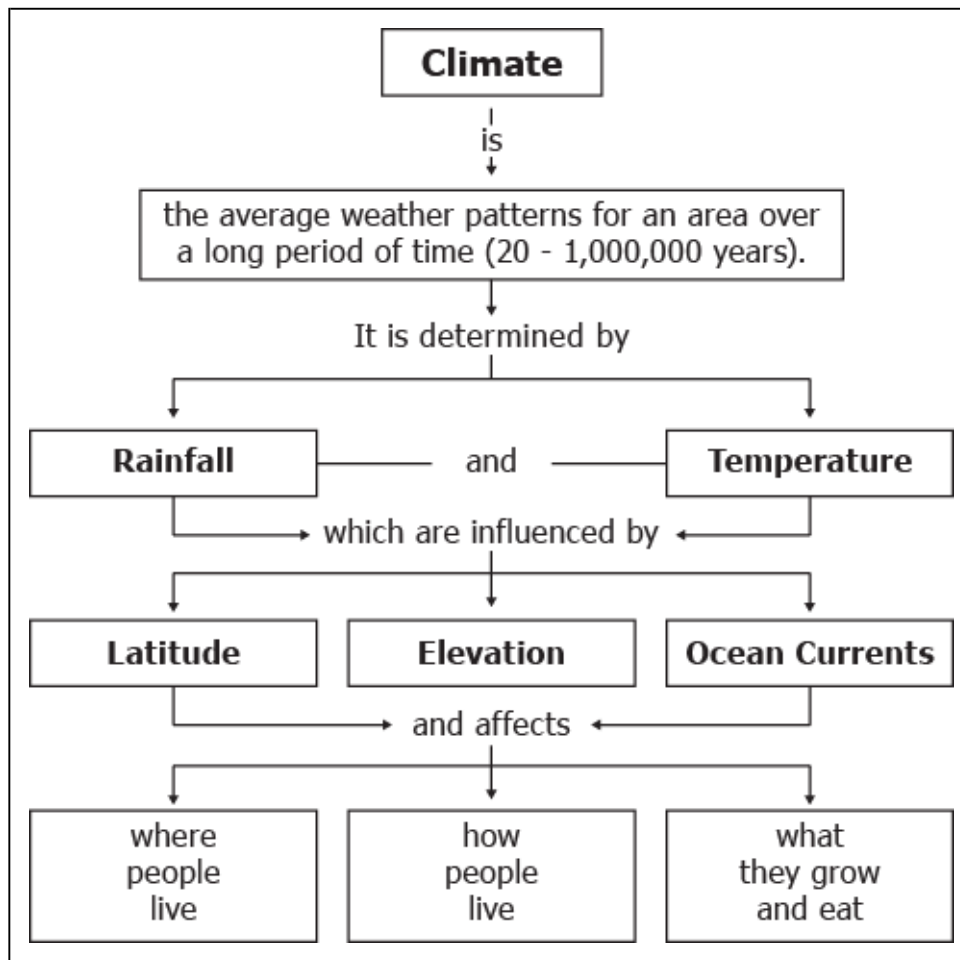 Climate
is
the average weather patterns for an area over
a long period of time (20 - 1,000,000 years).
It is determined by
Rainfall and Temperature
which are influenced by
Latitude Elevation Ocean Currents
and affects
where
people
live
how
people
live
what
they grow
and eat